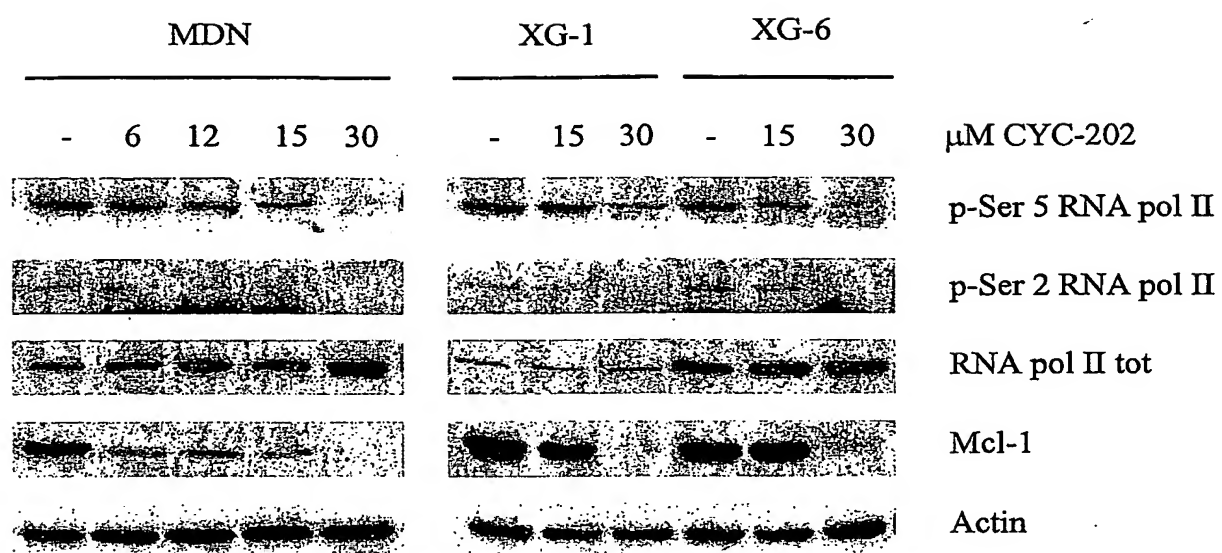 MDN XG-1 XG-6
- 6 12 15 30 - 15 30 - 15 30 μM CYC-202
p-Ser 5 RNA pol II
p-Ser 2 RNA pol II
RNA pol II tot
Mcl-1
Actin